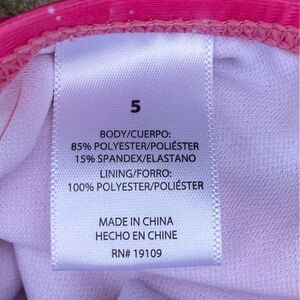 5
BODY/CUERPO:
85% POLYESTER/POLIÉSTER
15% SPANDEX/ELASTANO
LINING/FORRO:
100% POLYESTER/POLIÉSTER
MADE IN CHINA
HECHO EN CHINE
RN# 19109